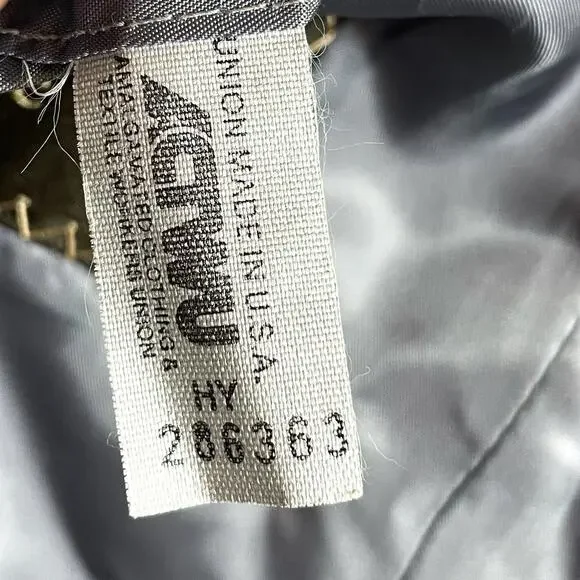 UNION MADE IN U.S.A.
ACTWU
AMALGAMATED CLOTHING &
TEXTILE WORKERS UNION
HY
286363